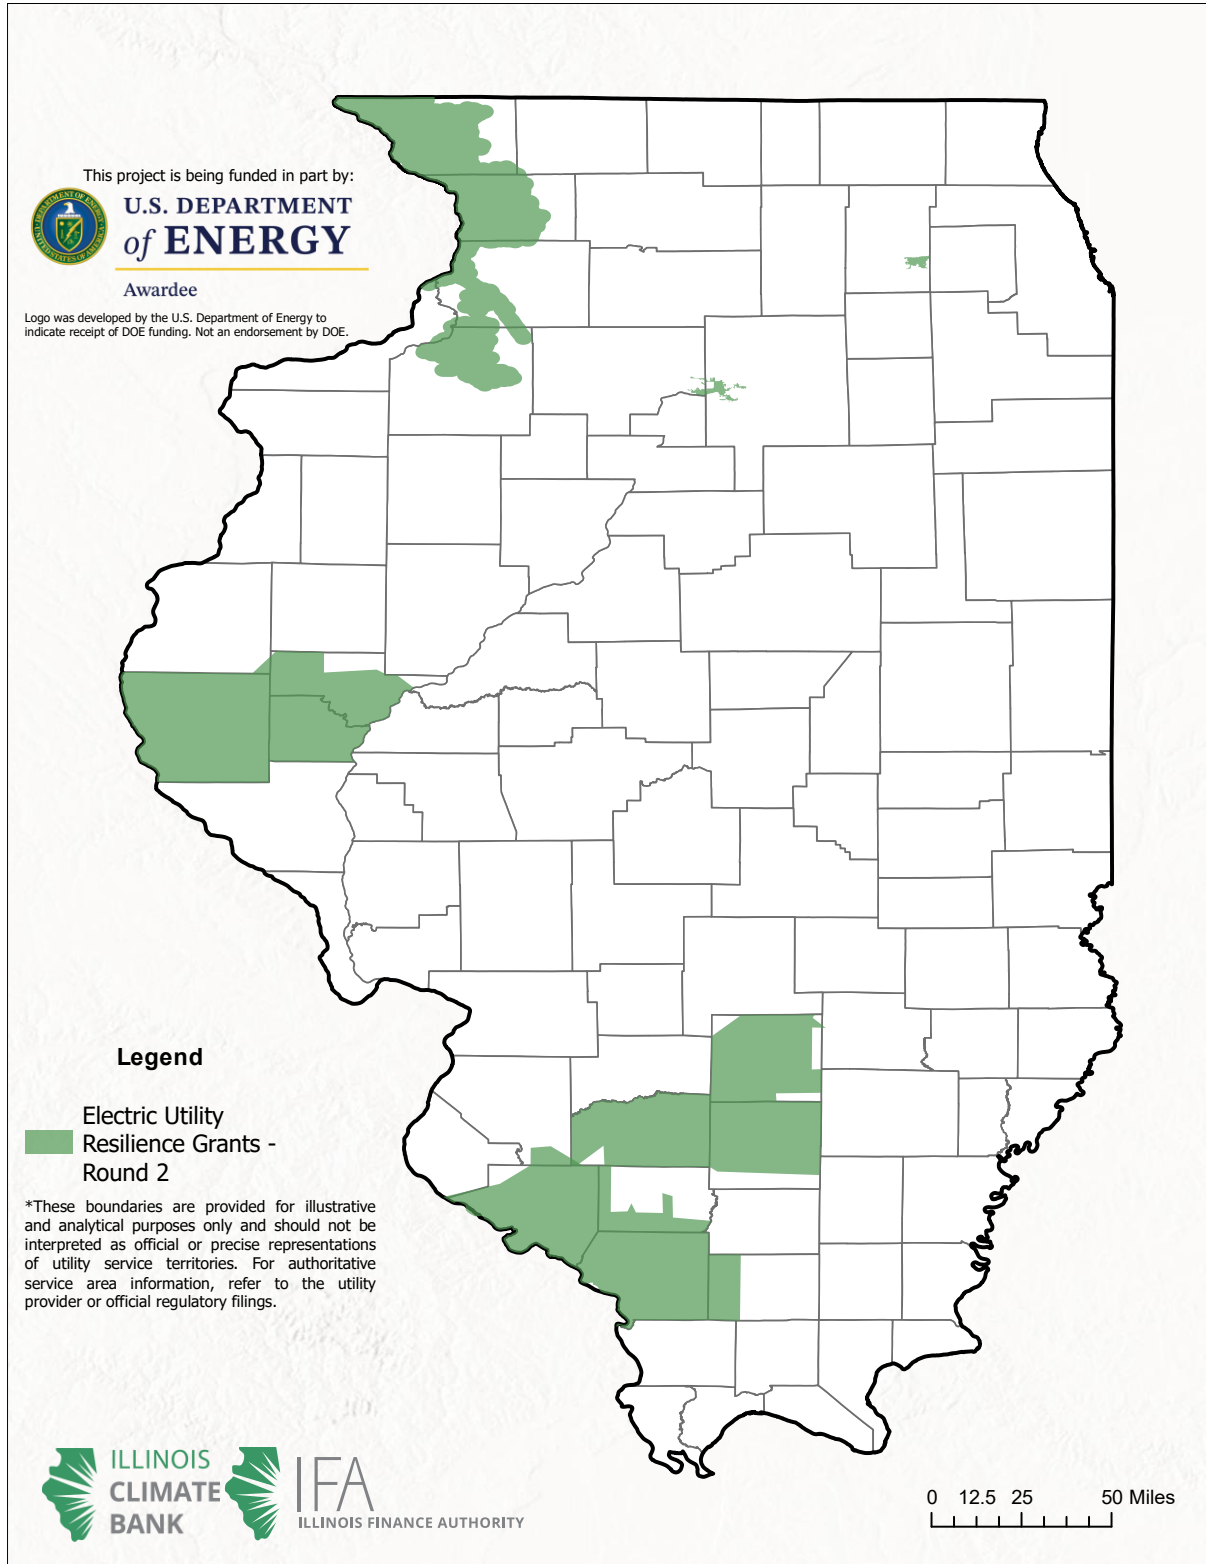 This project is being funded in part by:
U.S. DEPARTMENT
of ENERGY
Awardee
Logo was developed by the U.S. Department of Energy to
indicate receipt of DOE funding. Not an endorsement by DOE.
Legend
Electric Utility
Resilience Grants -
Round 2
*These boundaries are provided for illustrative
and analytical purposes only and should not be
interpreted as official or precise representations
of utility service territories. For authoritative
service area information, refer to the utility
provider or official regulatory filings.
ILLINOIS
CLIMATE
BANK
IFA
ILLINOIS FINANCE AUTHORITY
0 12.5 25 50 Miles